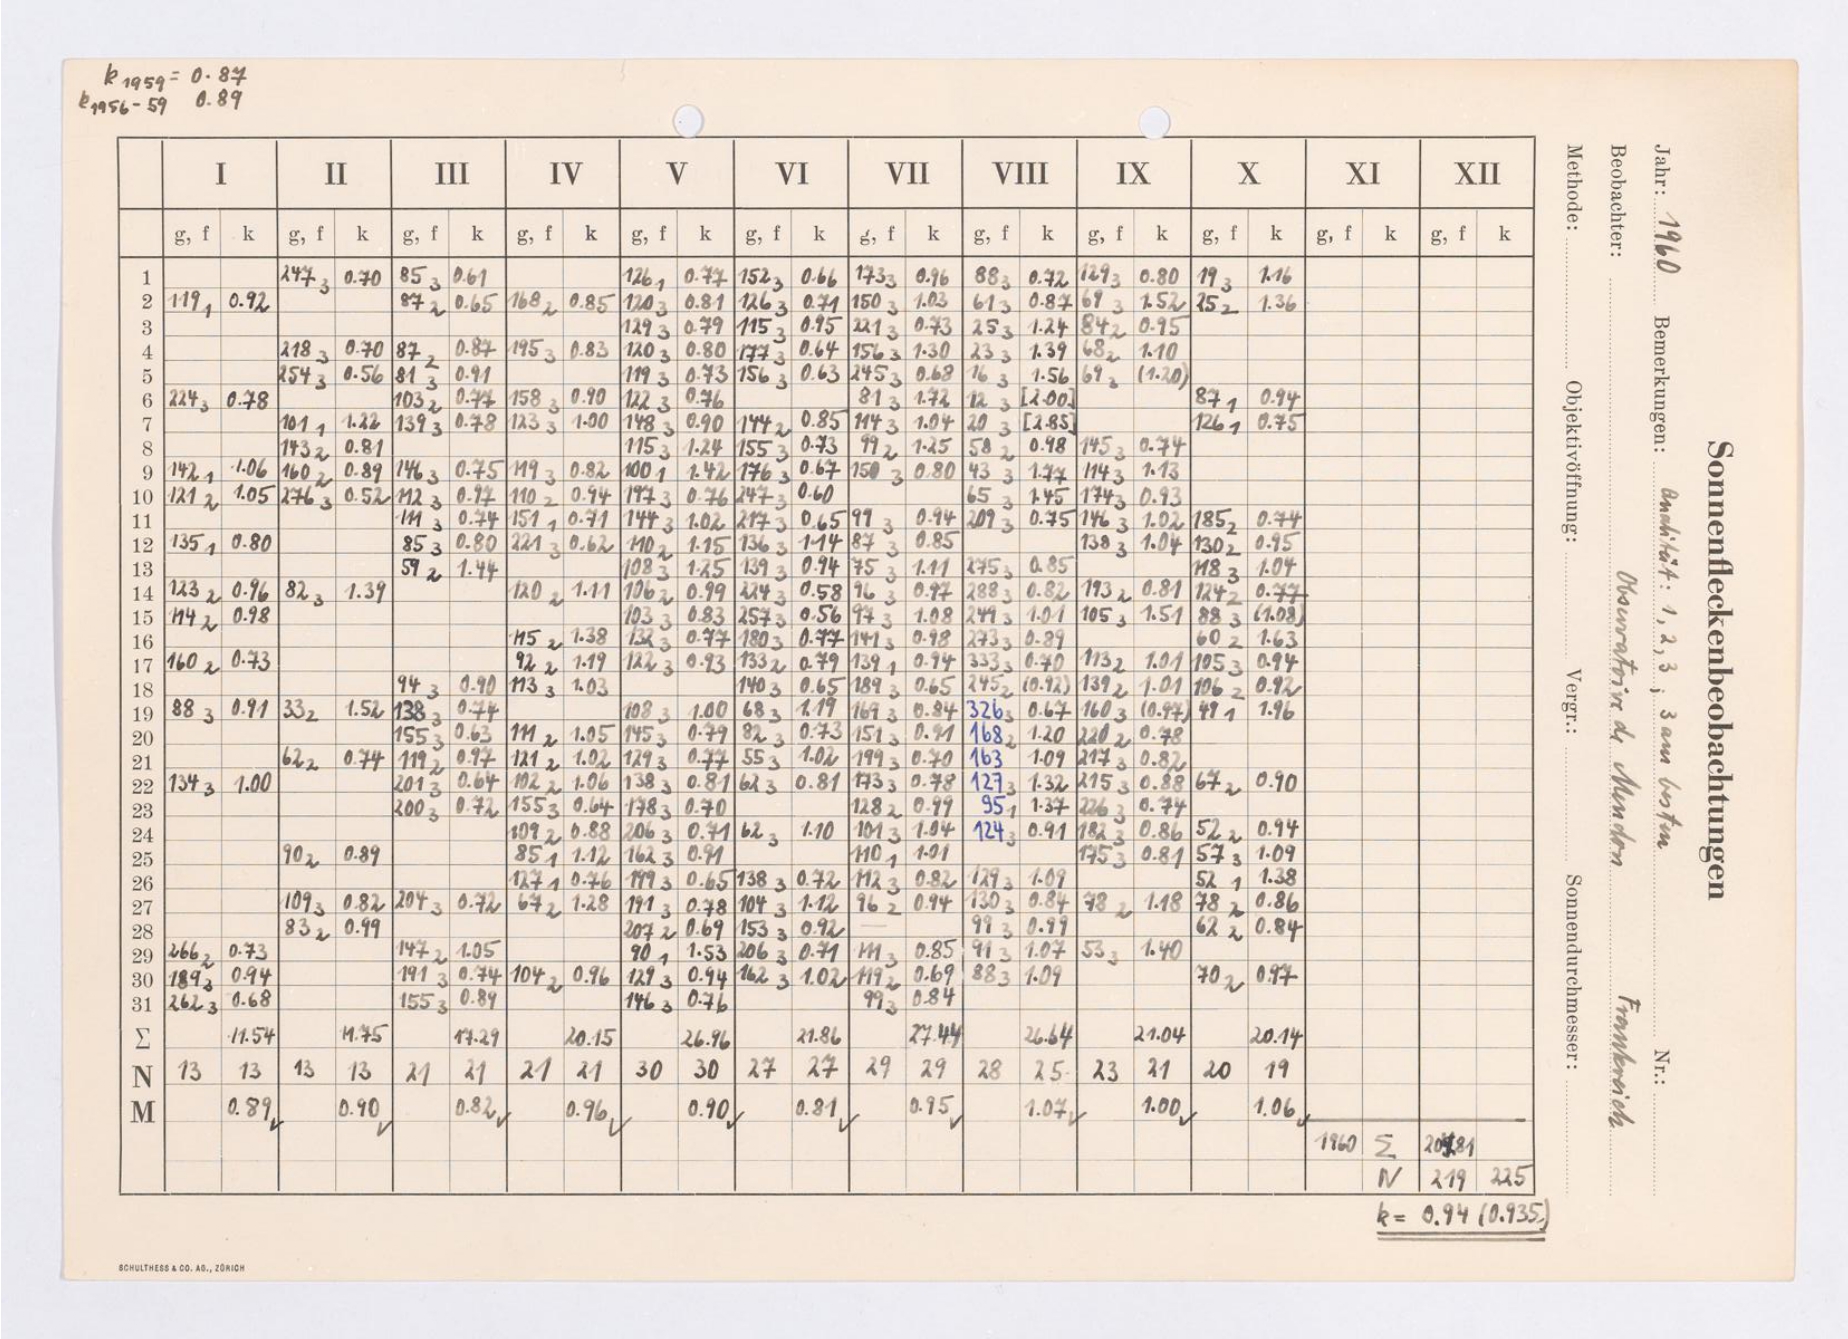 k 1959 = 0.87
k 1956-59 0.89
I II III IV V VI VII VIII IX X XI XII
g, f k g, f k g, f k g, f k g, f k g, f k g, f k g, f k g, f k g, f k g, f k g, f k
1 247 3 0.70 85 3 0.61 126 1 0.77 152 3 0.66 173 3 0.96 88 3 0.72 129 3 0.80 19 3 1.16
2 119 1 0.92 87 2 0.65 168 2 0.85 120 3 0.81 126 3 0.71 150 3 1.03 61 3 0.87 69 3 1.52 25 2 1.36
3 129 3 0.79 115 3 0.95 221 3 0.73 25 3 1.24 84 2 0.95
4 218 3 0.70 87 2 0.87 195 3 0.83 120 3 0.80 177 3 0.64 156 3 1.30 23 3 1.39 68 2 1.10
5 254 3 0.56 81 3 0.91 119 3 0.73 156 3 0.63 245 3 0.68 16 3 1.56 69 2 (1.20)
6 224 3 0.78 103 2 0.77 158 3 0.90 122 3 0.76 81 3 1.72 12 3 [2.00] 87 1 0.94
7 101 1 1.22 139 3 0.78 123 3 1.00 148 3 0.90 144 2 0.85 114 3 1.04 20 3 [2.85] 126 1 0.75
8 143 2 0.81 115 3 1.24 155 3 0.73 99 2 1.25 58 2 0.98 145 3 0.74
9 142 1 1.06 160 2 0.89 146 3 0.75 119 3 0.82 100 1 1.42 176 3 0.67 150 3 0.80 43 3 1.77 114 3 1.13
10 121 2 1.05 276 3 0.52 112 3 0.97 110 2 0.94 197 3 0.76 247 3 0.60 65 3 1.45 174 3 0.93
11 111 3 0.74 151 1 0.71 144 3 1.02 217 3 0.65 99 3 0.94 209 3 0.75 146 3 1.02 185 2 0.74
12 135 1 0.80 85 3 0.80 221 3 0.62 110 2 1.15 136 3 1.14 87 3 0.85 138 3 1.04 130 2 0.95
13 59 2 1.44 108 3 1.25 139 3 0.94 75 3 1.11 275 3 0.85 118 3 1.04
14 123 2 0.96 82 3 1.39 120 2 1.11 106 2 0.99 224 3 0.58 96 3 0.97 288 3 0.82 193 2 0.81 124 2 0.77
15 114 2 0.98 103 3 0.83 257 3 0.56 97 3 1.08 249 3 1.01 105 3 1.51 88 3 (1.08)
16 115 2 1.38 132 3 0.77 180 3 0.77 141 3 0.98 273 3 0.89 60 2 1.63
17 160 2 0.73 92 2 1.19 122 3 0.93 133 2 0.79 139 1 0.94 333 3 0.70 113 2 1.01 105 3 0.94
18 94 3 0.90 113 3 1.03 140 3 0.65 189 3 0.65 245 2 (0.92) 139 2 1.01 106 2 0.92
19 88 3 0.91 33 2 1.52 138 3 0.74 108 3 1.00 68 3 1.19 169 3 0.84 326 3 0.67 160 3 (0.97) 49 1 1.96
20 155 3 0.63 111 2 1.05 145 3 0.79 82 3 0.73 151 3 0.91 168 2 1.20 220 2 0.78
21 62 2 0.74 119 2 0.97 121 2 1.02 129 3 0.77 55 3 1.02 199 3 0.70 163 1.09 217 3 0.82
22 134 3 1.00 201 3 0.64 102 2 1.06 138 3 0.81 62 3 0.81 173 3 0.78 127 3 1.32 215 3 0.88 67 2 0.90
23 200 3 0.72 155 3 0.64 178 3 0.70 128 2 0.99 95 1 1.37 226 3 0.74
24 109 2 0.88 206 3 0.71 62 3 1.10 101 3 1.04 124 3 0.91 182 3 0.86 52 2 0.94
25 90 2 0.89 85 1 1.12 162 3 0.91 110 1 1.01 175 3 0.81 57 3 1.09
26 127 1 0.76 199 3 0.65 138 3 0.72 112 3 0.82 129 3 1.09 52 1 1.38
27 109 3 0.82 204 3 0.72 67 2 1.28 191 3 0.78 104 3 1.12 96 2 0.94 130 3 0.84 78 2 1.18 78 2 0.86
28 83 2 0.99 207 2 0.69 153 3 0.92 — 99 3 0.99 62 2 0.84
29 266 2 0.73 147 2 1.05 90 1 1.53 206 3 0.71 111 3 0.85 91 3 1.07 53 3 1.40
30 189 3 0.94 191 3 0.74 104 2 0.96 129 3 0.94 162 3 1.02 119 2 0.69 88 3 1.09 70 2 0.97
31 262 3 0.68 155 3 0.89 146 3 0.76 99 3 0.84
Σ 11.54 11.75 17.29 20.15 26.96 21.86 27.44 26.64 21.04 20.14
N 13 13 13 13 21 21 21 21 30 30 27 27 29 29 28 25 23 21 20 19
M 0.89 0.90 0.82 0.96 0.90 0.81 0.95 1.07 1.00 1.06
1960 Σ
N 219 225
k = 0.94 (0.935)
SCHULTHESS & CO. AG., ZÜRICH
Sonnenfleckenbeobachtungen
Jahr: 1960 Bemerkungen: 1, 2, 3; 3 am besten Nr.:
Beobachter: Observatoire de Meudon Frankreich
Methode: Objektivöffnung: Vergr.: Sonnendurchmesser: